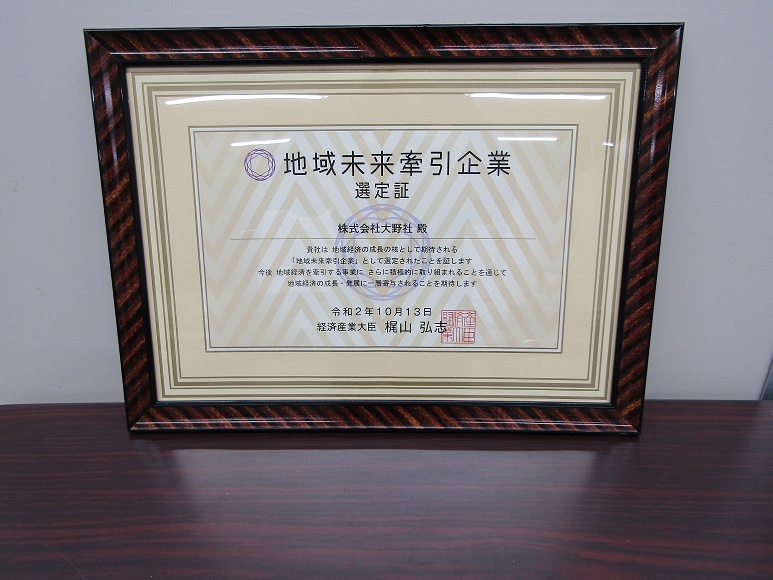 地域未来牽引企業
選定証
株式会社大野社 殿
貴社は 地域経済の成長の核として期待される
「地域未来牽引企業」として選定されたことを証します
今後 地域経済を牽引する事業に さらに積極的に取り組まれることを通じて
地域経済の成長・発展に一層寄与されることを期待します
令和2年10月13日
経済産業大臣 梶山 弘志